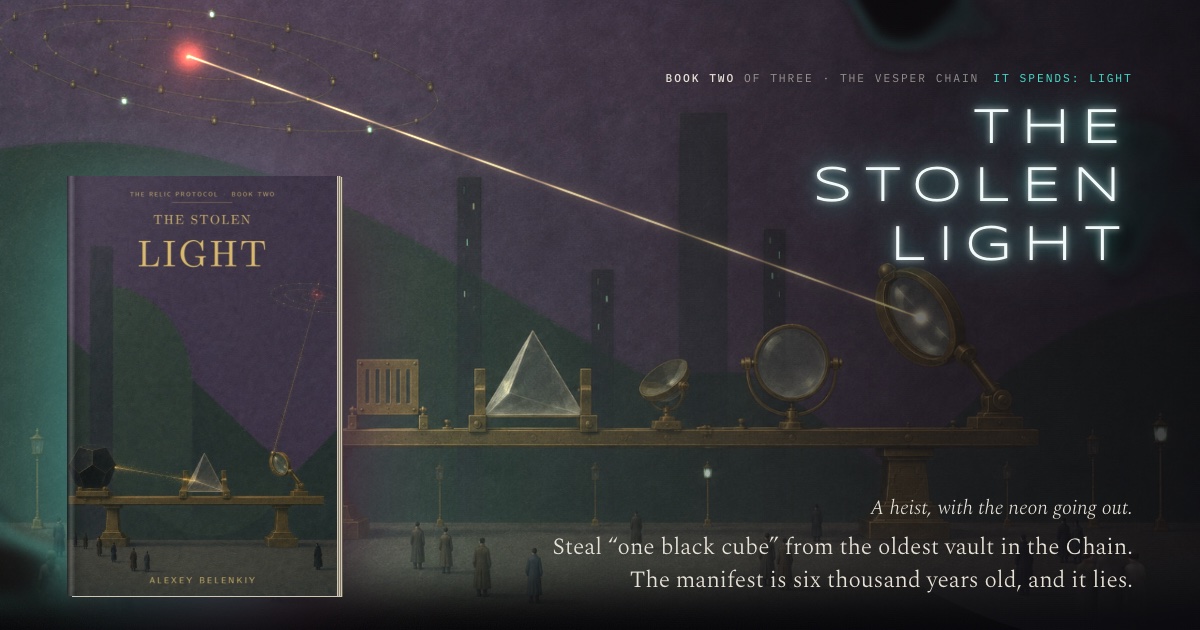 BOOK TWO OF THREE · THE VESPER CHAIN IT SPENDS: LIGHT
THE
STOLEN
LIGHT
THE RELIC PROTOCOL · BOOK TWO
THE STOLEN
LIGHT
ALEXEY BELENKIY
A heist, with the neon going out.
Steal “one black cube” from the oldest vault in the Chain.
The manifest is six thousand years old, and it lies.